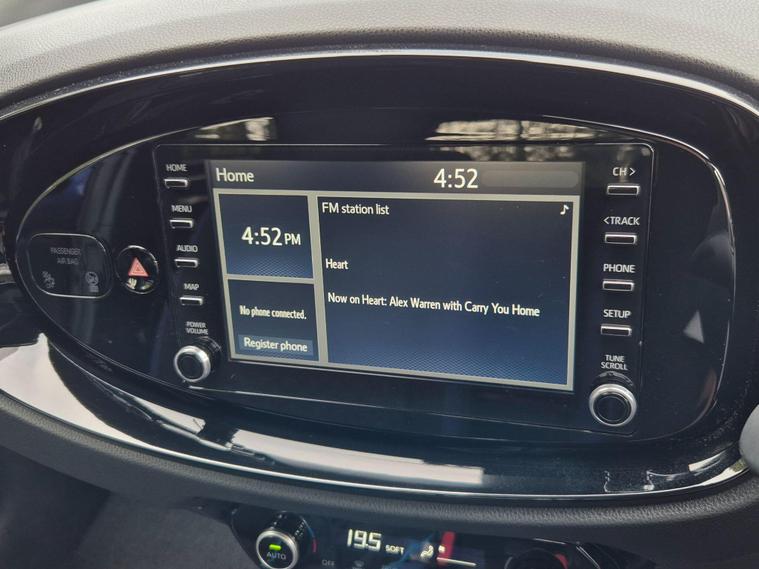 HOME
MENU
AUDIO
MAP
POWER
VOLUME
PASSENGER
AIR BAG
Home
4:52
4:52 PM
No phone connected.
Register phone
FM station list
Heart
Now on Heart: Alex Warren with Carry You Home
CH >
< TRACK
PHONE
SETUP
TUNE
SCROLL
AUTO
OFF
19.5
SOFT